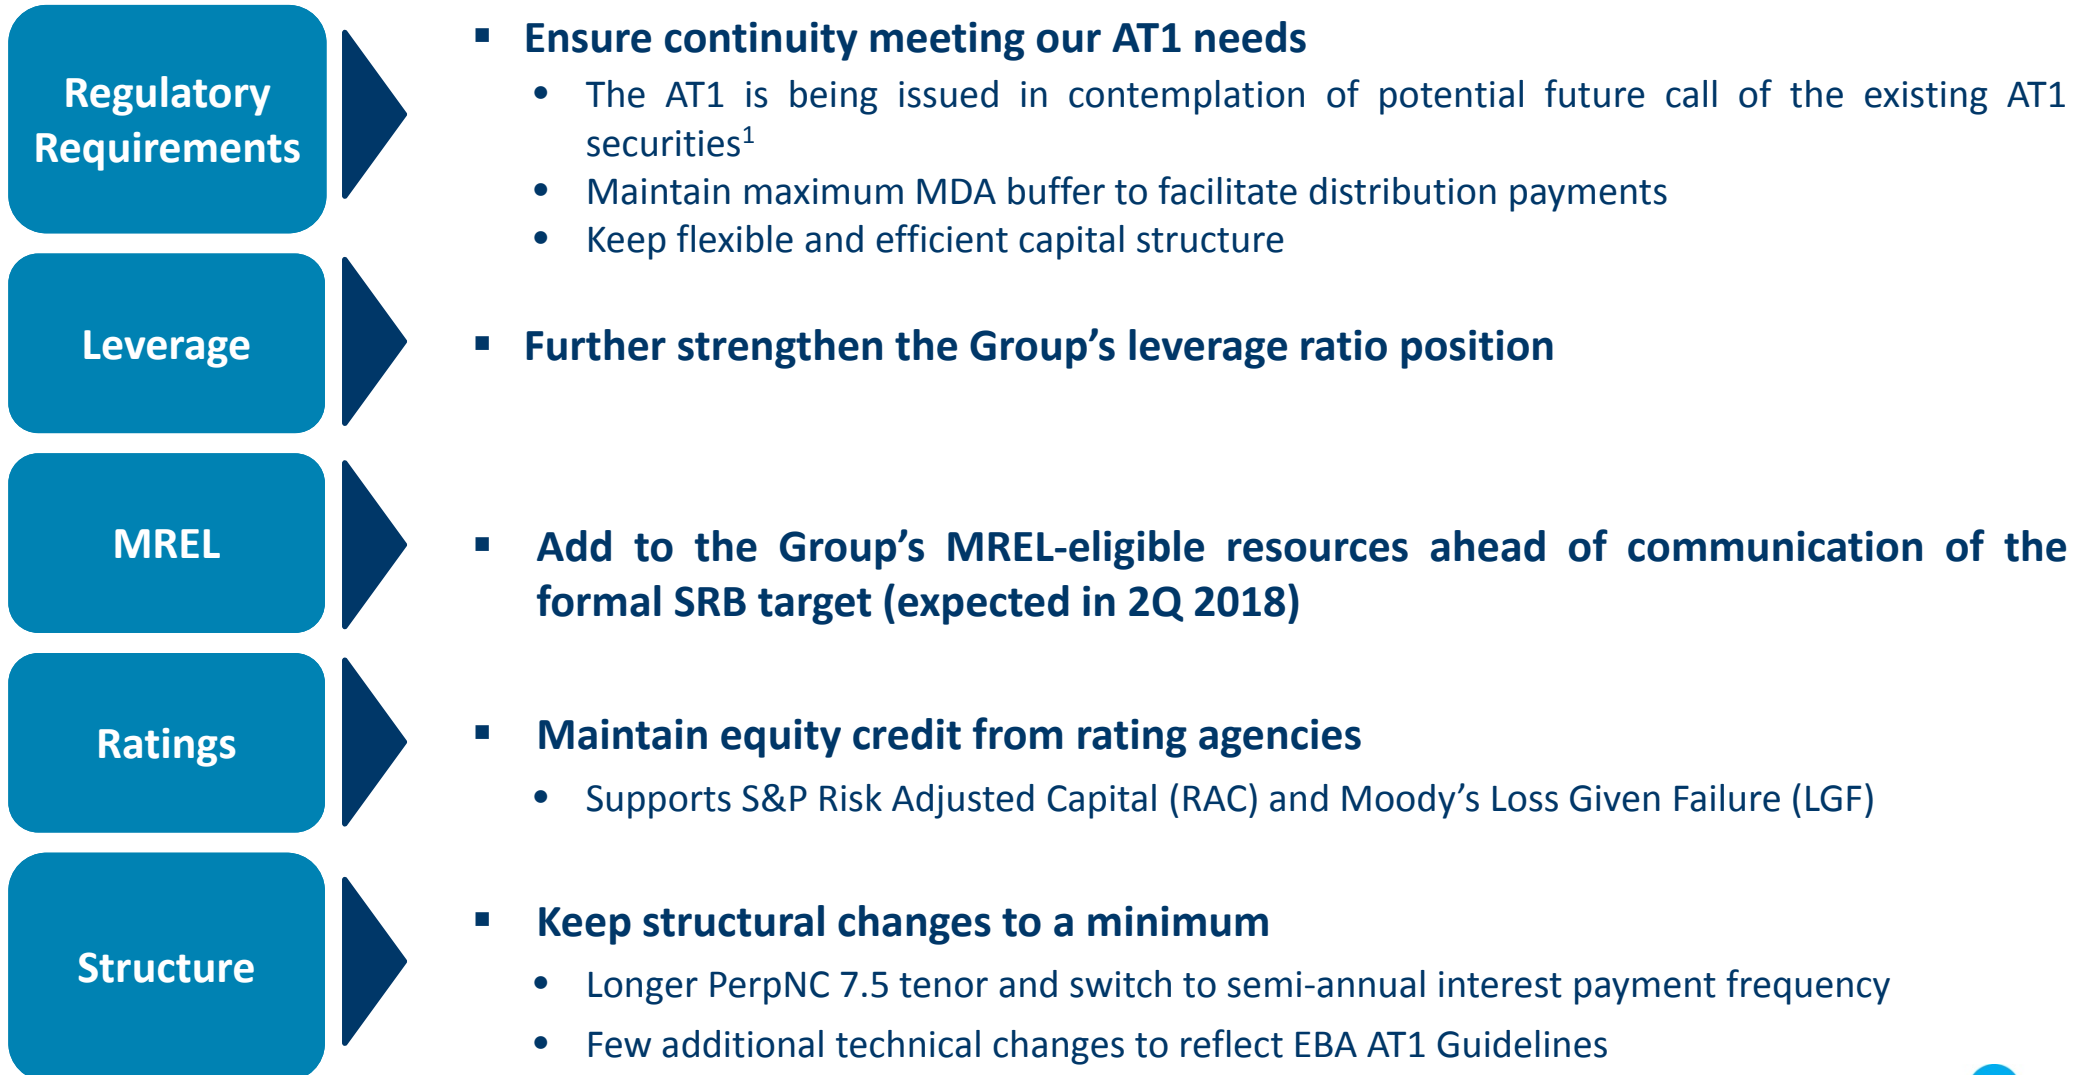 Regulatory
Requirements
▪ Ensure continuity meeting our AT1 needs
• The AT1 is being issued in contemplation of potential future call of the existing AT1
securities¹
• Maintain maximum MDA buffer to facilitate distribution payments
• Keep flexible and efficient capital structure
Leverage
▪ Further strengthen the Group’s leverage ratio position
MREL
▪ Add to the Group’s MREL-eligible resources ahead of communication of the
formal SRB target (expected in 2Q 2018)
Ratings
▪ Maintain equity credit from rating agencies
• Supports S&P Risk Adjusted Capital (RAC) and Moody’s Loss Given Failure (LGF)
Structure
▪ Keep structural changes to a minimum
• Longer PerpNC 7.5 tenor and switch to semi-annual interest payment frequency
• Few additional technical changes to reflect EBA AT1 Guidelines